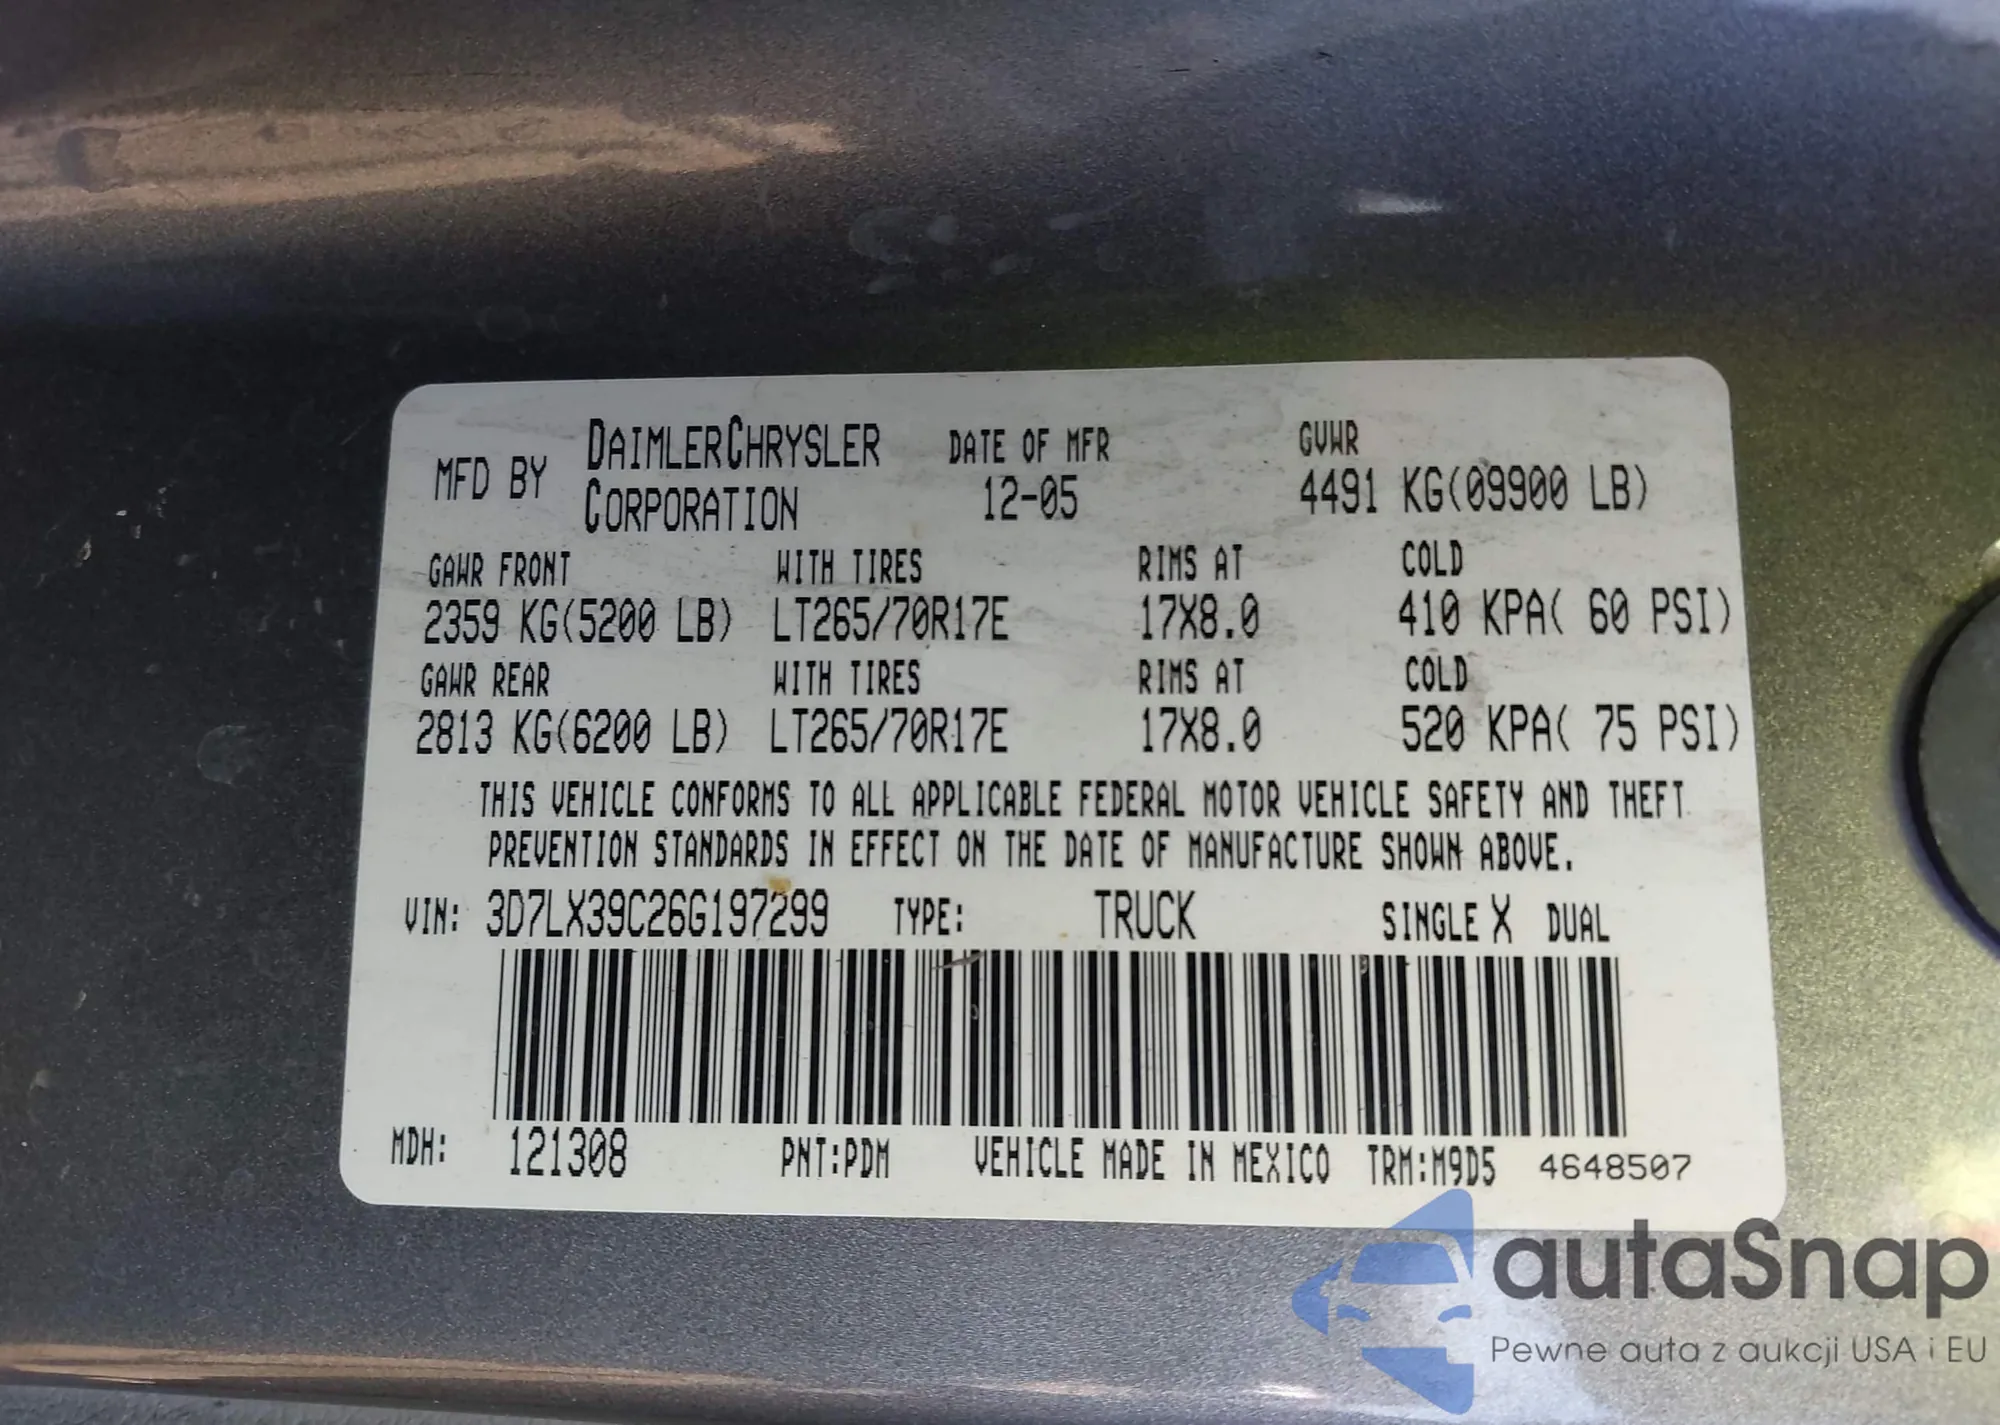 MFD BY DAIMLERCHRYSLER CORPORATION DATE OF MFR 12-05 GVWR 4491 KG(09900 LB)
GAWR FRONT WITH TIRES RIMS AT COLD
2359 KG(5200 LB) LT265/70R17E 17X8.0 410 KPA( 60 PSI)
GAWR REAR WITH TIRES RIMS AT COLD
2813 KG(6200 LB) LT265/70R17E 17X8.0 520 KPA( 75 PSI)
THIS VEHICLE CONFORMS TO ALL APPLICABLE FEDERAL MOTOR VEHICLE SAFETY AND THEFT
PREVENTION STANDARDS IN EFFECT ON THE DATE OF MANUFACTURE SHOWN ABOVE.
VIN: 3D7LX39C26G197299 TYPE: TRUCK SINGLE X DUAL
MDH: 121308 PNT:PDM VEHICLE MADE IN MEXICO TRM:M9D5 4648507
autaSnap
Pewne auta z aukcji USA i EU